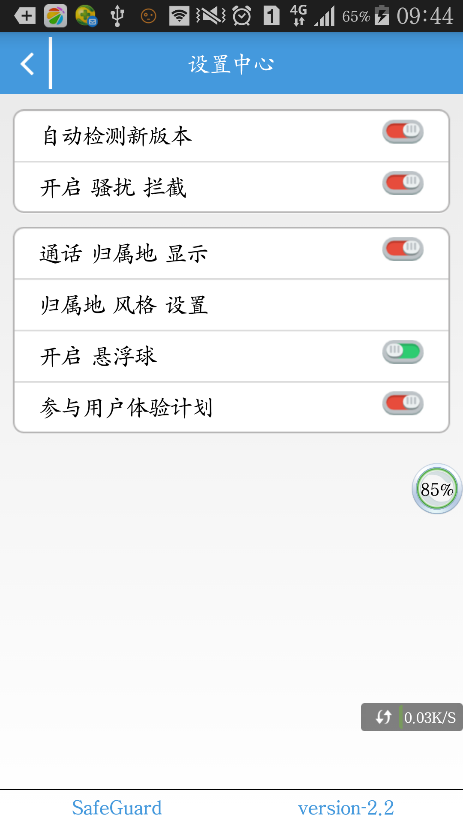 1 4G 65% 09:44
设置中心
自动检测新版本
开启 骚扰 拦截
通话 归属地 显示
归属地 风格 设置
开启 悬浮球
参与用户体验计划
85%
0.03K/S
SafeGuard version-2.2